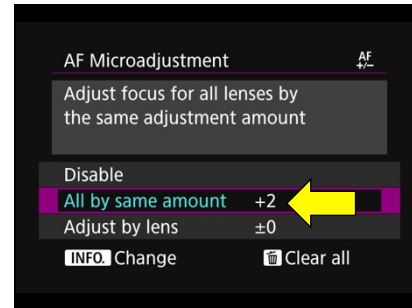 AF Microadjustment AF +/−
Adjust focus for all lenses by
the same adjustment amount
Disable
All by same amount +2
Adjust by lens ±0
INFO. Change Clear all